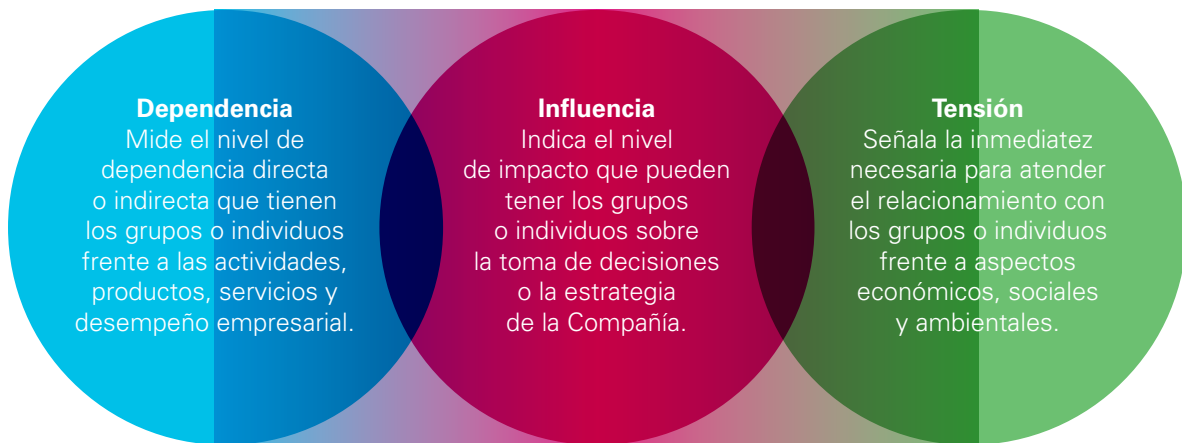 Dependencia
Mide el nivel de
dependencia directa
o indirecta que tienen
los grupos o individuos
frente a las actividades,
productos, servicios y
desempeño empresarial.
Influencia
Indica el nivel
de impacto que pueden
tener los grupos
o individuos sobre
la toma de decisiones
o la estrategia
de la Compañía.
Tensión
Señala la inmediatez
necesaria para atender
el relacionamiento con
los grupos o individuos
frente a aspectos
económicos, sociales
y ambientales.